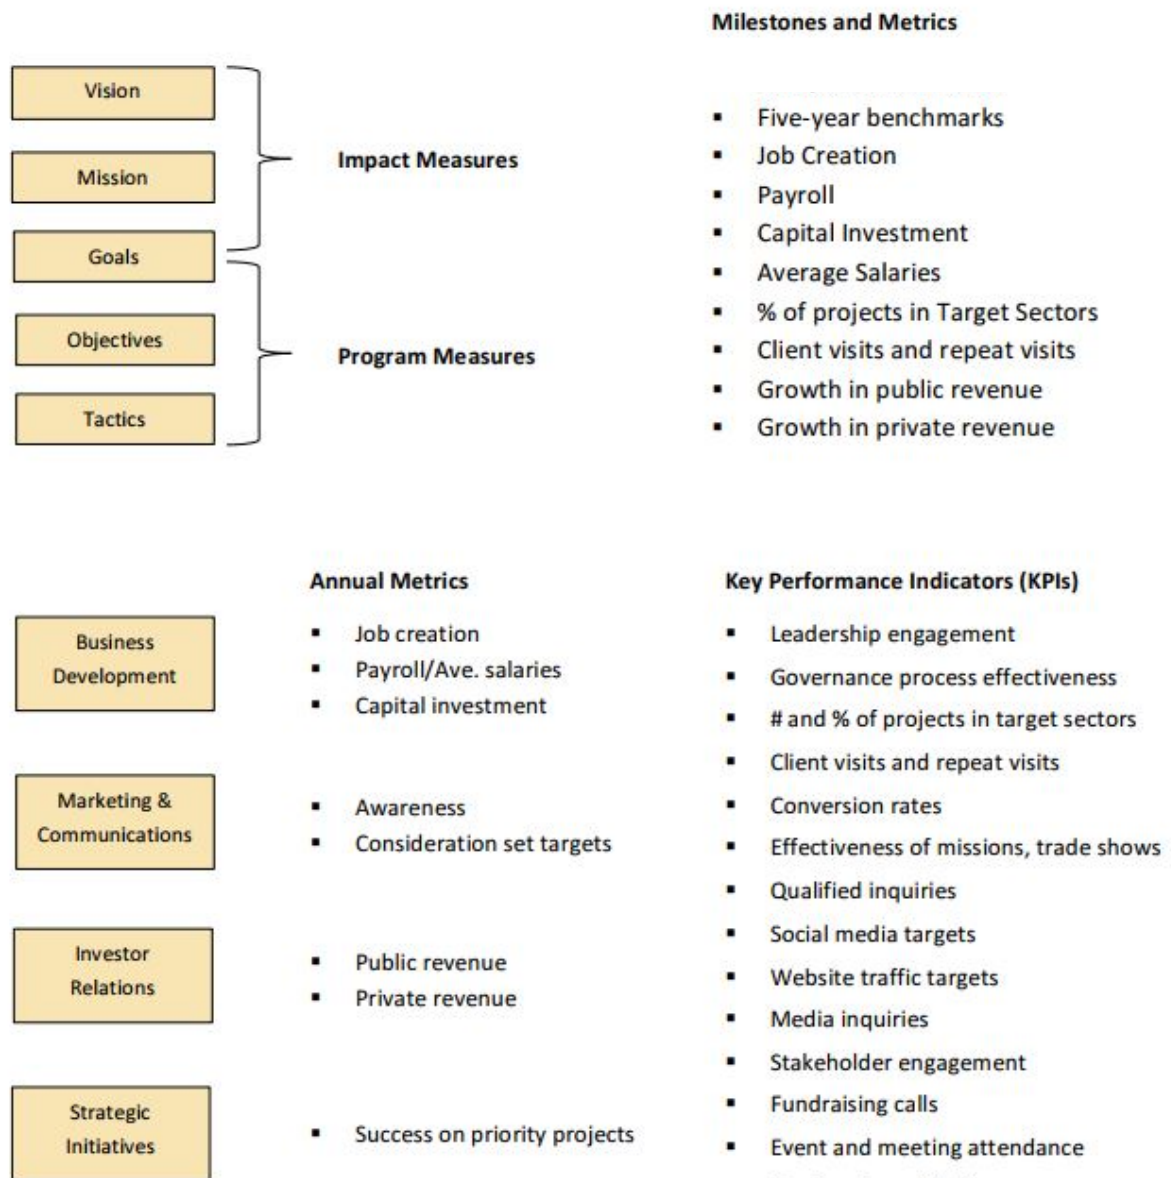 Milestones and Metrics
Vision
Mission
Goals
Objectives
Tactics
Impact Measures
Program Measures
▪ Five-year benchmarks
▪ Job Creation
▪ Payroll
▪ Capital Investment
▪ Average Salaries
▪ % of projects in Target Sectors
▪ Client visits and repeat visits
▪ Growth in public revenue
▪ Growth in private revenue
Annual Metrics
Business
Development
▪ Job creation
▪ Payroll/Ave. salaries
▪ Capital investment
Marketing &
Communications
▪ Awareness
▪ Consideration set targets
Investor
Relations
▪ Public revenue
▪ Private revenue
Strategic
Initiatives
▪ Success on priority projects
Key Performance Indicators (KPIs)
▪ Leadership engagement
▪ Governance process effectiveness
▪ # and % of projects in target sectors
▪ Client visits and repeat visits
▪ Conversion rates
▪ Effectiveness of missions, trade shows
▪ Qualified inquiries
▪ Social media targets
▪ Website traffic targets
▪ Media inquiries
▪ Stakeholder engagement
▪ Fundraising calls
▪ Event and meeting attendance